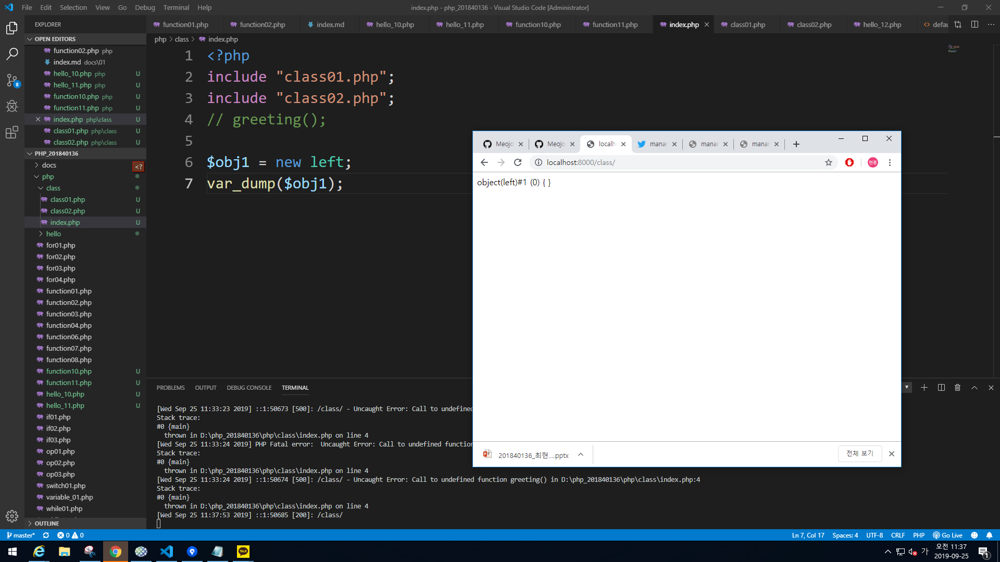 File Edit Selection View Go Debug Terminal Help
index.php - php_201840136 - Visual Studio Code [Administrator]
EXPLORER
function01.php
function02.php
index.md
hello_10.php
hello_11.php
function10.php
function11.php
index.php
class01.php
class02.php
hello_12.php
defau
php > class > index.php
OPEN EDITORS
function02.php php
index.md docs\01
hello_10.php php U
hello_11.php php U
function10.php php U
function11.php php U
index.php php\class U
class01.php php\class U
class02.php php\class U
PHP_201840136
docs
<?
php
class
class01.php U
class02.php U
index.php U
hello
for01.php
for02.php
for03.php
for04.php
function01.php
function02.php
function03.php
function04.php
function06.php
function07.php
function08.php
function10.php U
function11.php U
hello_10.php U
hello_11.php U
if01.php
if02.php
if03.php
op01.php
op02.php
op03.php
switch01.php
variable_01.php
while01.php
OUTLINE
8
1 <?php
2 include "class01.php";
3 include "class02.php";
4 // greeting();
5
6 $obj1 = new left;
7 var_dump($obj1);
Meojo
Meojo
localh
manar
manar
manar
localhost:8000/class/
현종
object(left)#1 (0) { }
201840136_최현....pptx
전체 보기
PROBLEMS OUTPUT DEBUG CONSOLE TERMINAL
[Wed Sep 25 11:33:23 2019] ::1:50673 [500]: /class/ - Uncaught Error: Call to undefined
Stack trace:
#0 {main}
thrown in D:\php_201840136\php\class\index.php on line 4
[Wed Sep 25 11:33:24 2019] PHP Fatal error:  Uncaught Error: Call to undefined function
Stack trace:
#0 {main}
thrown in D:\php_201840136\php\class\index.php on line 4
[Wed Sep 25 11:33:24 2019] ::1:50674 [500]: /class/ - Uncaught Error: Call to undefined function greeting() in D:\php_201840136\php\class\index.php:4
Stack trace:
#0 {main}
thrown in D:\php_201840136\php\class\index.php on line 4
[Wed Sep 25 11:37:53 2019] ::1:50685 [200]: /class/
master* 0 0
Ln 7, Col 17 Spaces: 4 UTF-8 CRLF PHP Go Live
TALK
가
오전 11:37
2019-09-25
1